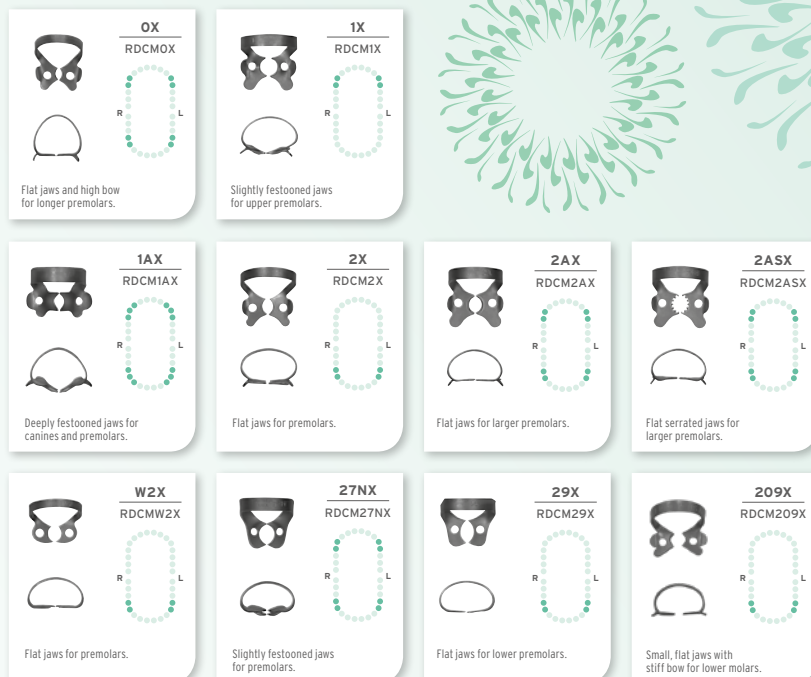 0X
RDCM0X
R
L
Flat jaws and high bow
for longer premolars.
1X
RDCM1X
R
L
Slightly festooned jaws
for upper premolars.
1AX
RDCM1AX
R
L
Deeply festooned jaws for
canines and premolars.
2X
RDCM2X
R
L
Flat jaws for premolars.
2AX
RDCM2AX
R
L
Flat jaws for larger premolars.
2ASX
RDCM2ASX
R
L
Flat serrated jaws for
larger premolars.
W2X
RDCMW2X
R
L
Flat jaws for premolars.
27NX
RDCM27NX
R
L
Slightly festooned jaws
for premolars.
29X
RDCM29X
R
L
Flat jaws for lower premolars.
209X
RDCM209X
R
L
Small, flat jaws with
stiff bow for lower molars.